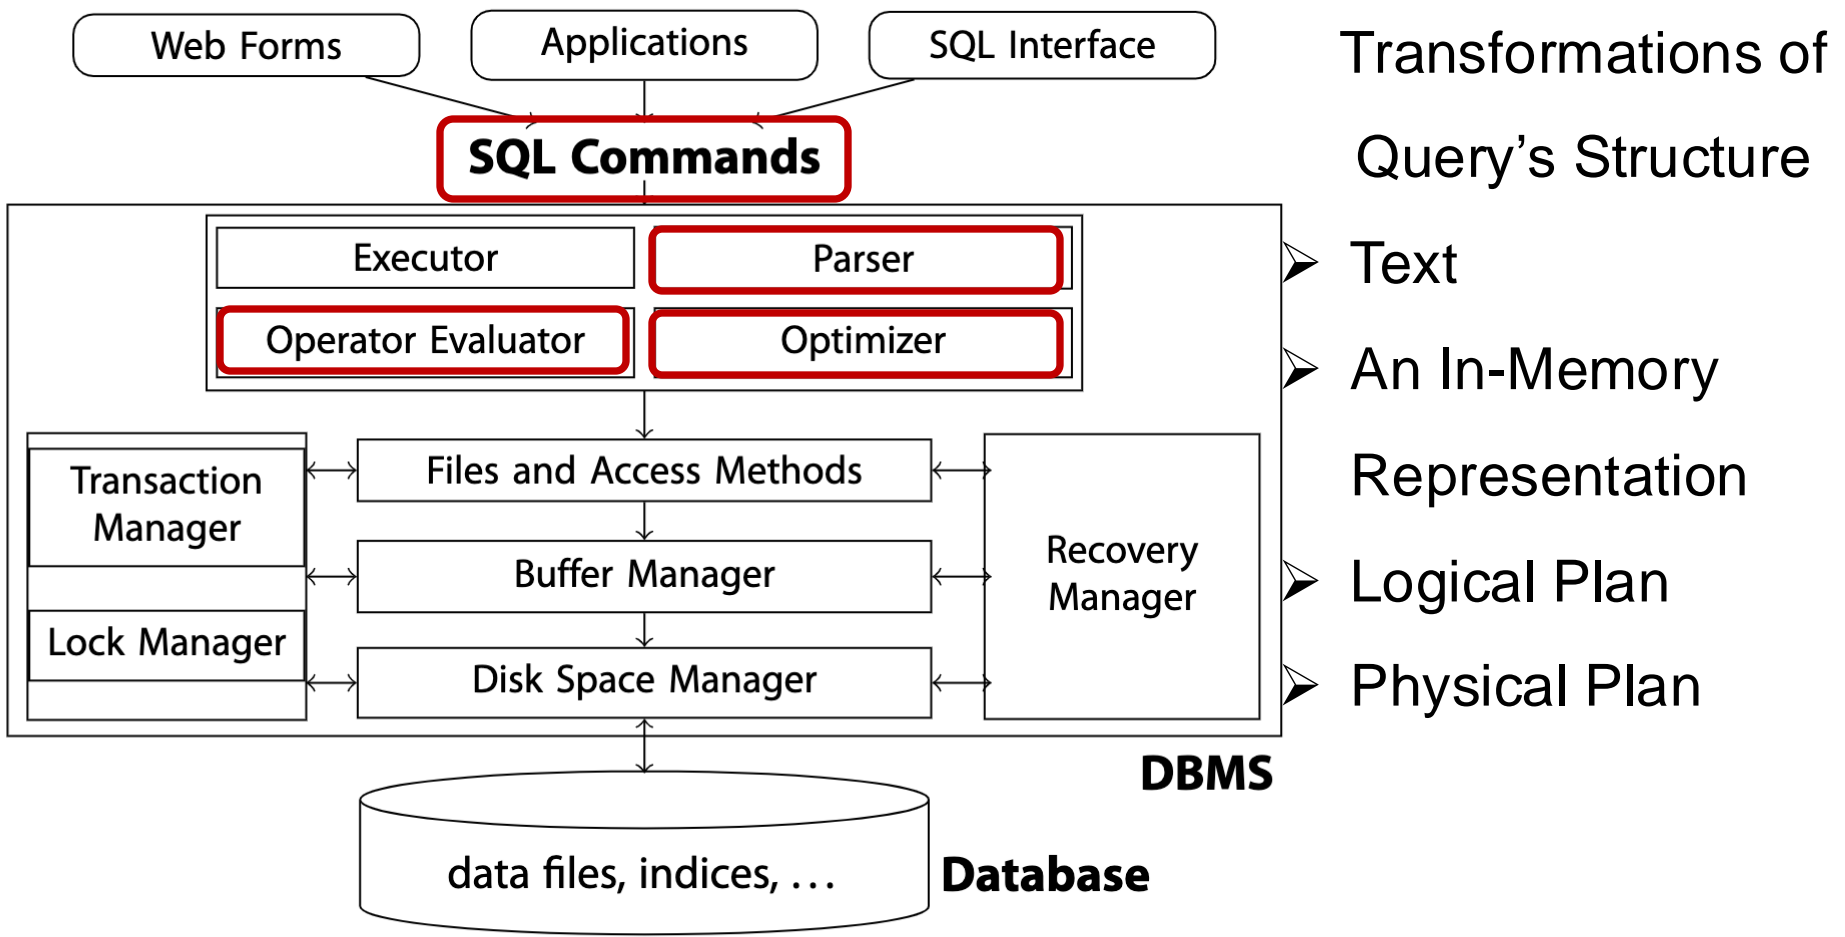 Web Forms
Applications
SQL Interface
SQL Commands
Executor
Parser
Operator Evaluator
Optimizer
Transaction
Manager
Lock Manager
Files and Access Methods
Buffer Manager
Disk Space Manager
Recovery
Manager
DBMS
data files, indices, …
Database
Transformations of
Query’s Structure
Text
An In-Memory
Representation
Logical Plan
Physical Plan